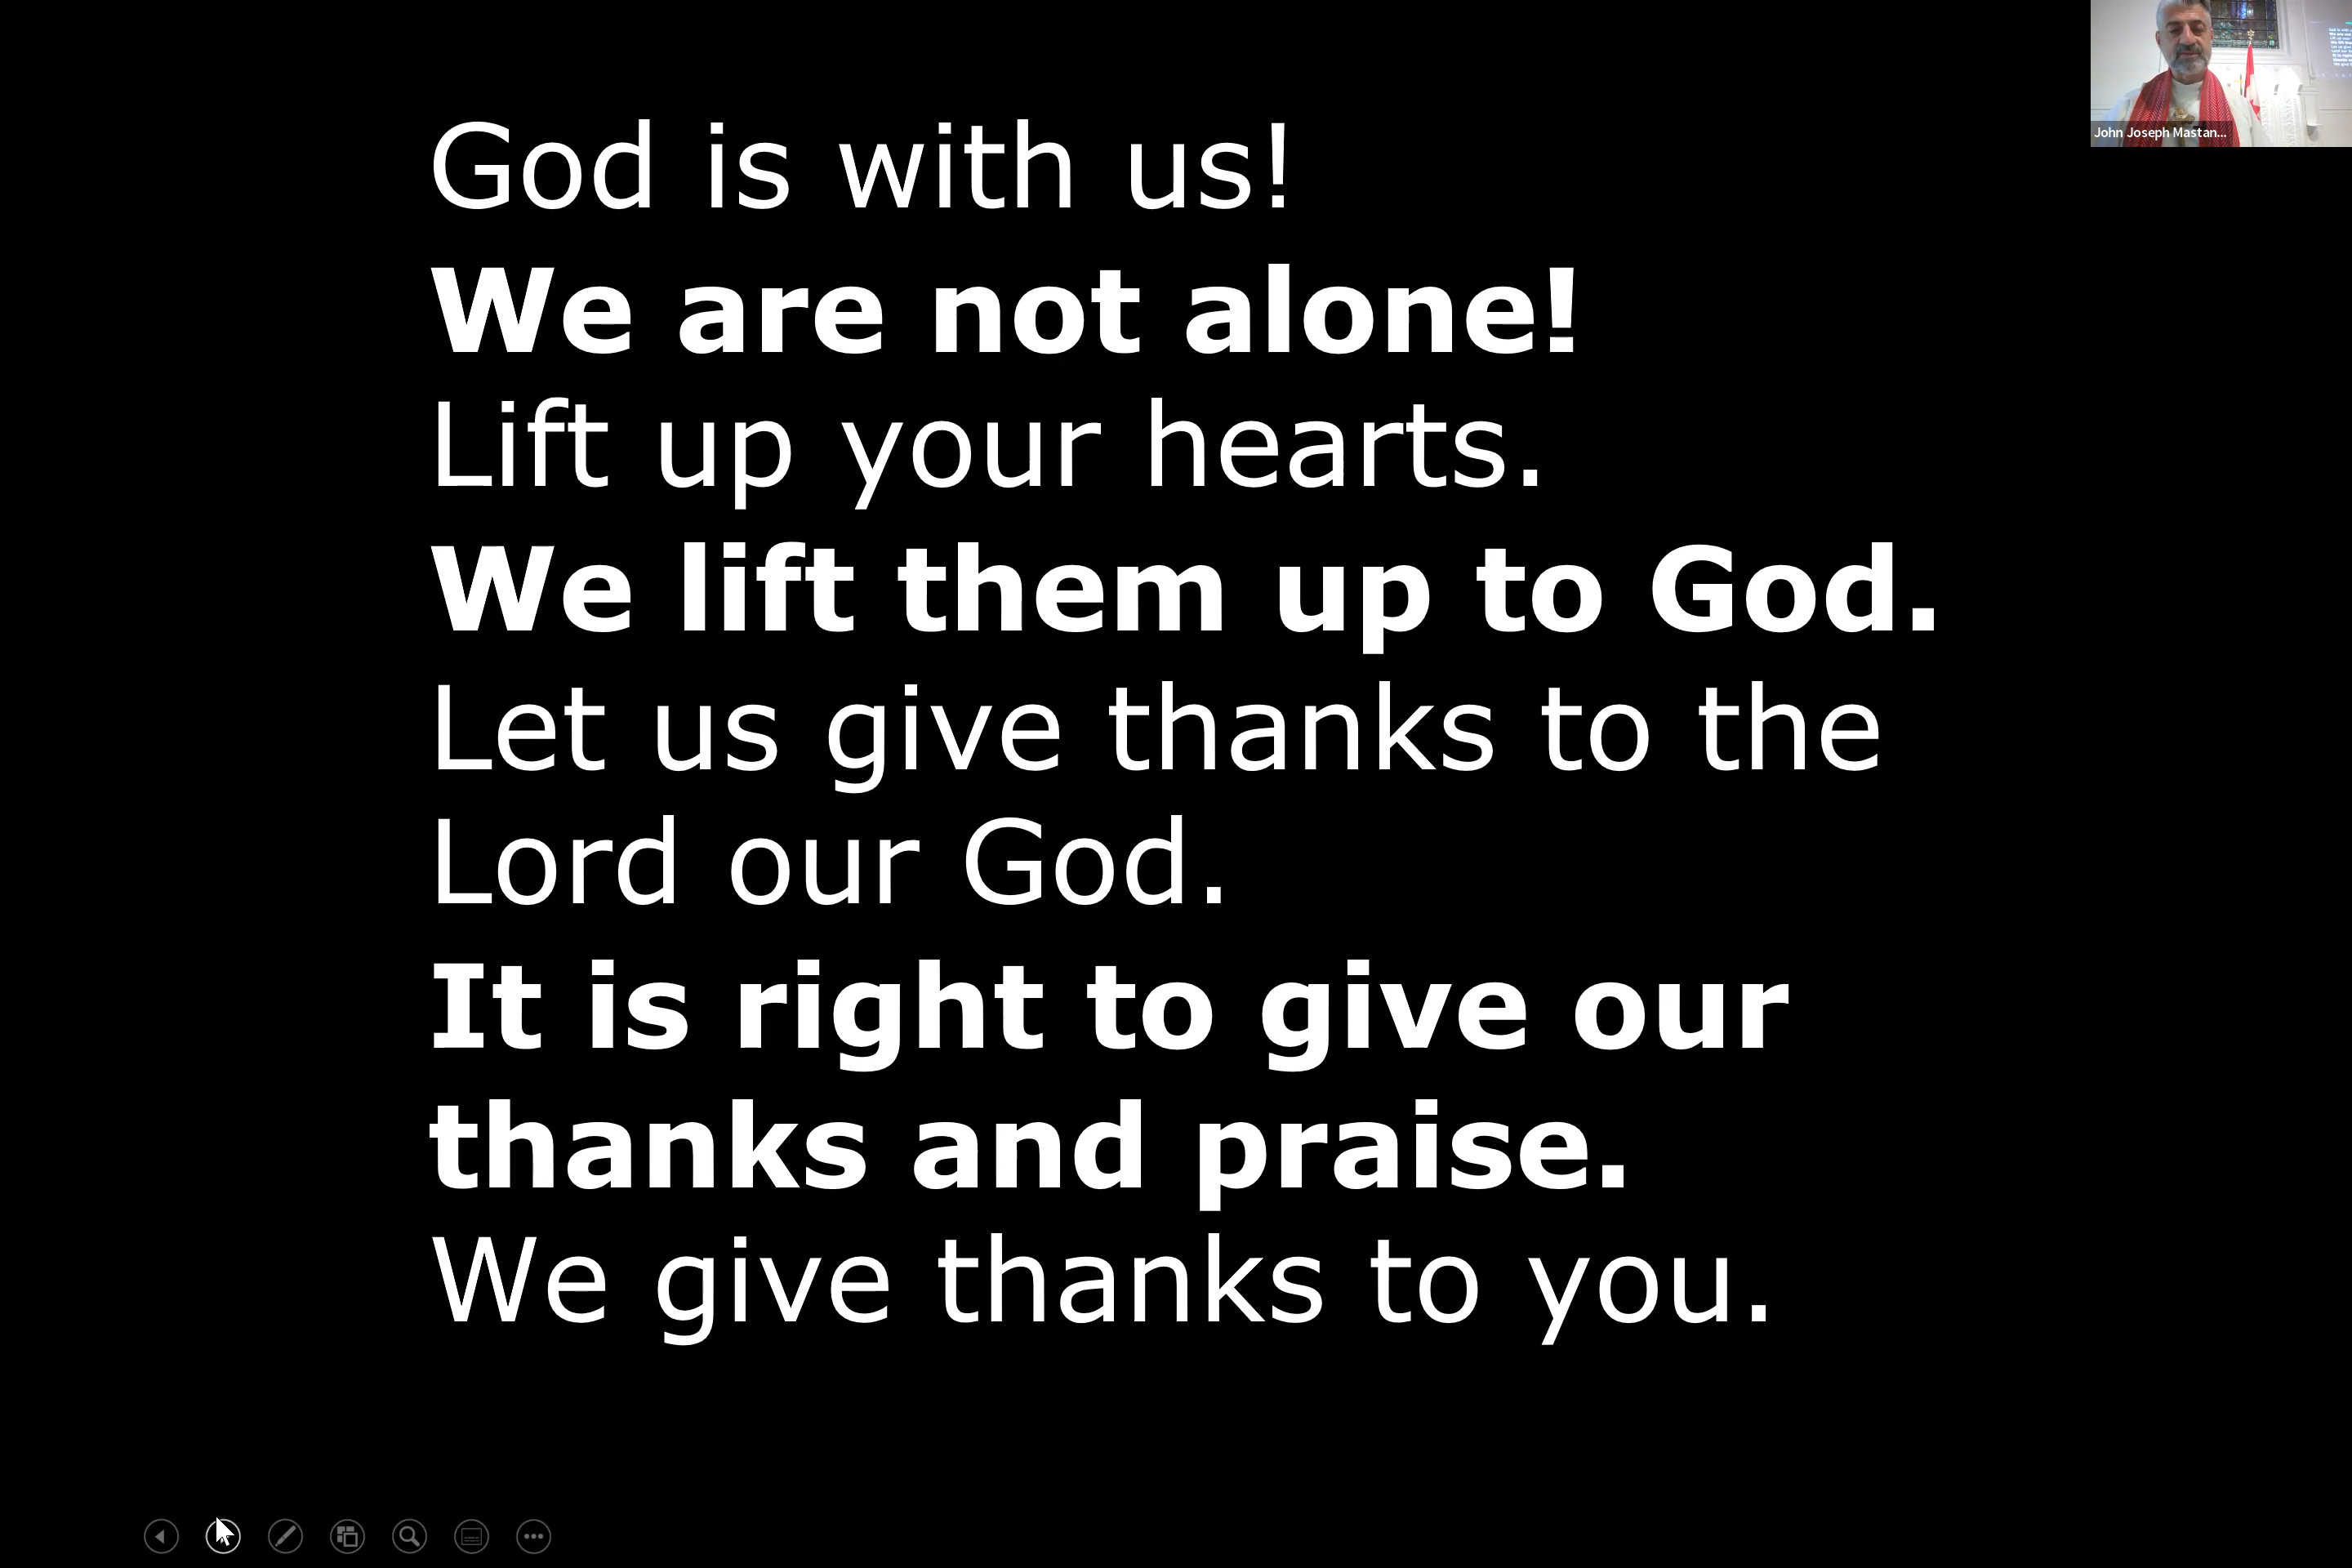 God is with us!
We are not alone!
Lift up your hearts.
We lift them up to God.
Let us give thanks to the
Lord our God.
It is right to give our
thanks and praise.
We give thanks to you.
John Joseph Mastan...